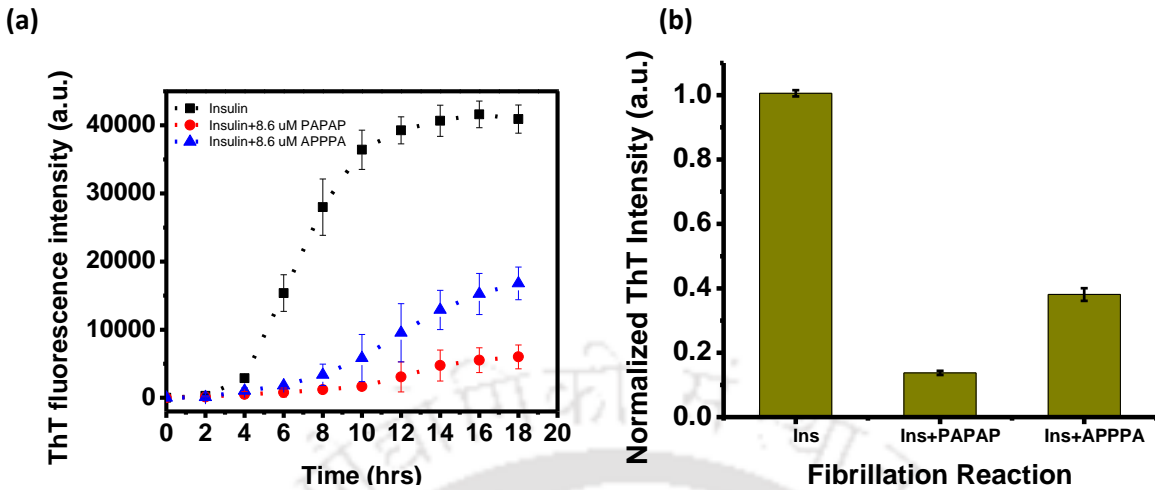 (a)
ThT fluorescence intensity (a.u.)
40000
30000
20000
10000
0
Insulin
Insulin+8.6 uM PAPAP
Insulin+8.6 uM APPPA
0 2 4 6 8 10 12 14 16 18 20
Time (hrs)
(b)
Normalized ThT Intensity (a.u.)
1.0
0.8
0.6
0.4
0.2
0.0
Ins Ins+PAPAP Ins+APPPA
Fibrillation Reaction